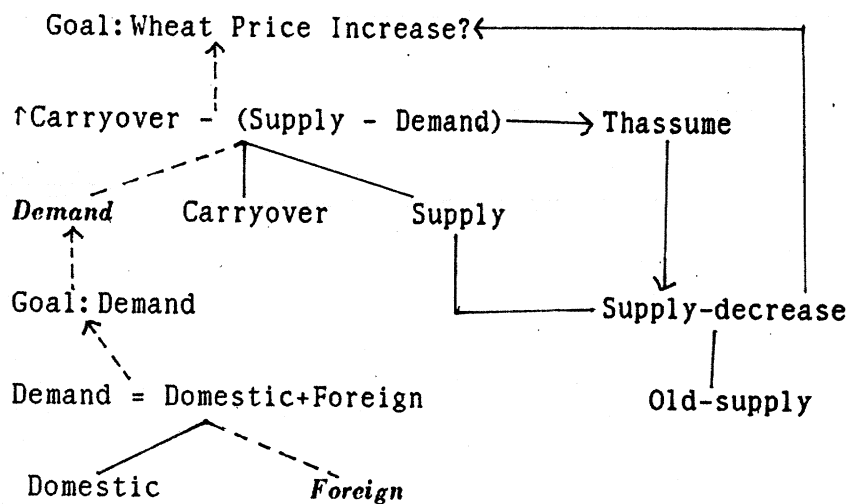 Goal: Wheat Price Increase?
↑Carryover - (Supply - Demand) Thassume
Demand Carryover Supply
Goal: Demand Supply-decrease
Demand = Domestic+Foreign Old-supply
Domestic Foreign